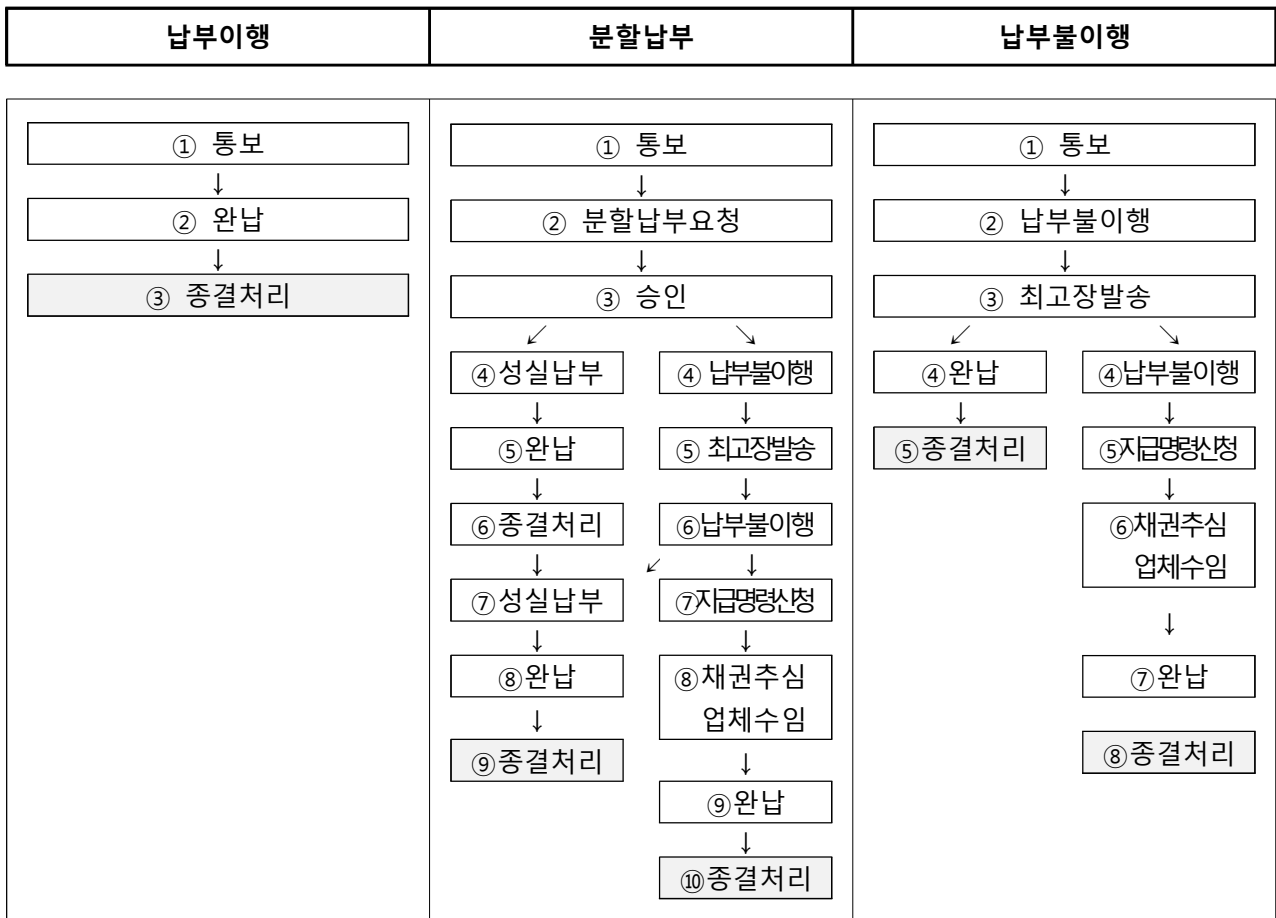 납부이행
분할납부
납부불이행
① 통보
↓
② 완납
↓
③ 종결처리
① 통보
↓
② 분할납부요청
↓
③ 승인
↙ ↘
④성실납부
↓
⑤완납
↓
⑥종결처리
↓
⑦성실납부
↓
⑧완납
↓
⑨종결처리
④ 납부불이행
↓
⑤ 최고장발송
↓
⑥납부불이행
↙ ↓
⑦지급명령신청
↓
⑧채권추심
업체수임
↓
⑨완납
↓
⑩종결처리
① 통보
↓
② 납부불이행
↓
③ 최고장발송
↙ ↘
④완납
↓
⑤종결처리
④납부불이행
↓
⑤지급명령신청
↓
⑥채권추심
업체수임
↓
⑦완납
⑧종결처리